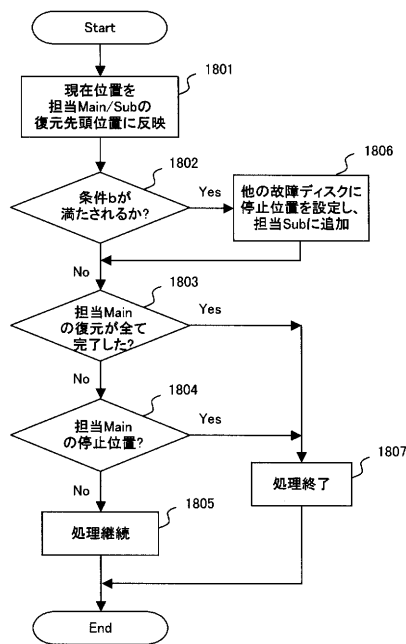 Start
1801
現在位置を
担当Main/Subの
復元先頭位置に反映
1802
条件bが
満たされるか?
Yes
1806
他の故障ディスクに
停止位置を設定し、
担当Subに追加
No
1803
担当Main
の復元が全て
完了した?
Yes
No
1804
担当Main
の停止位置?
Yes
No
1805
処理継続
1807
処理終了
End